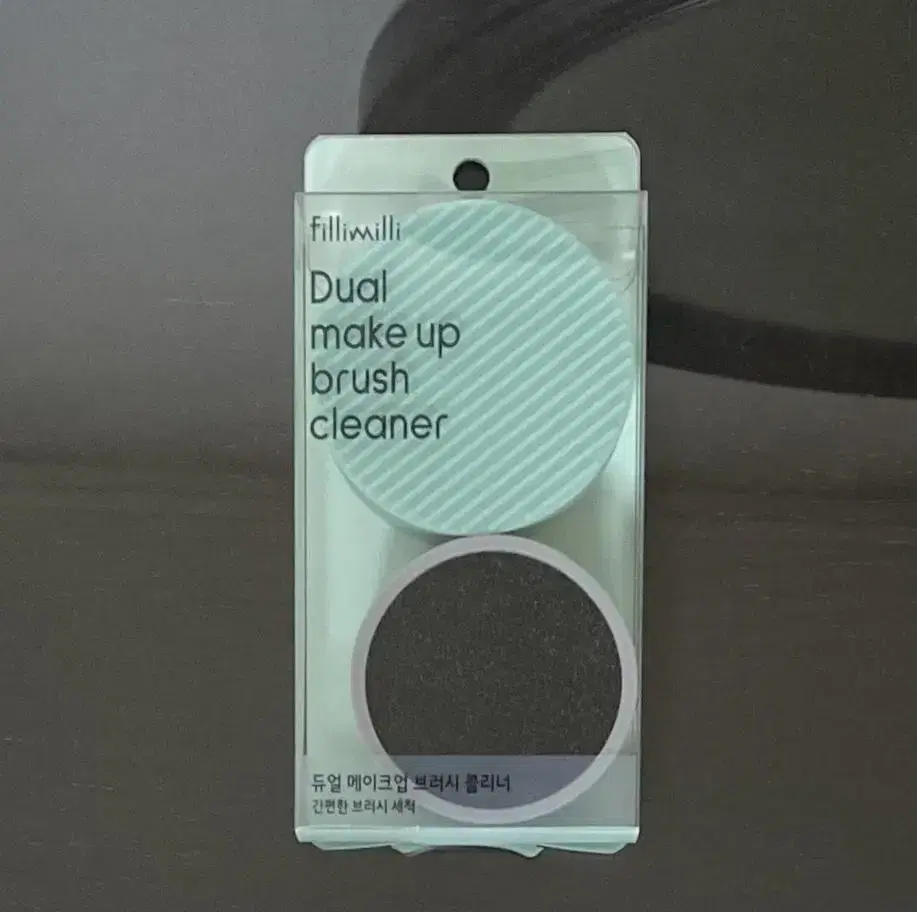 fillimilli
Dual
make up
brush
cleaner
듀얼 메이크업 브러시 클리너
간편한 브러시 세척